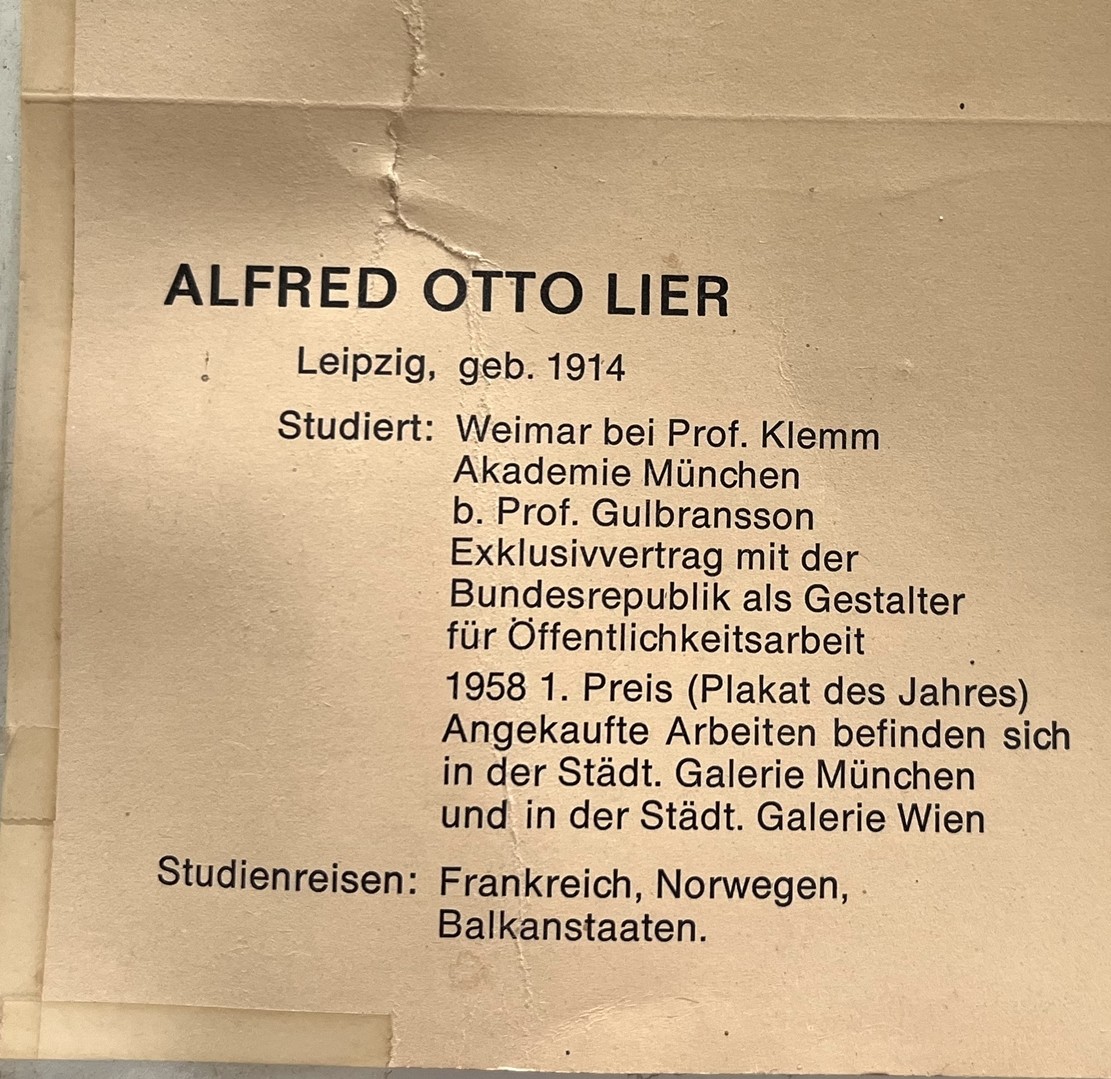 ALFRED OTTO LIER
Leipzig, geb. 1914
Studiert: Weimar bei Prof. Klemm
Akademie München
b. Prof. Gulbransson
Exklusivvertrag mit der
Bundesrepublik als Gestalter
für Öffentlichkeitsarbeit
1958 1. Preis (Plakat des Jahres)
Angekaufte Arbeiten befinden sich
in der Städt. Galerie München
und in der Städt. Galerie Wien
Studienreisen: Frankreich, Norwegen,
Balkanstaaten.